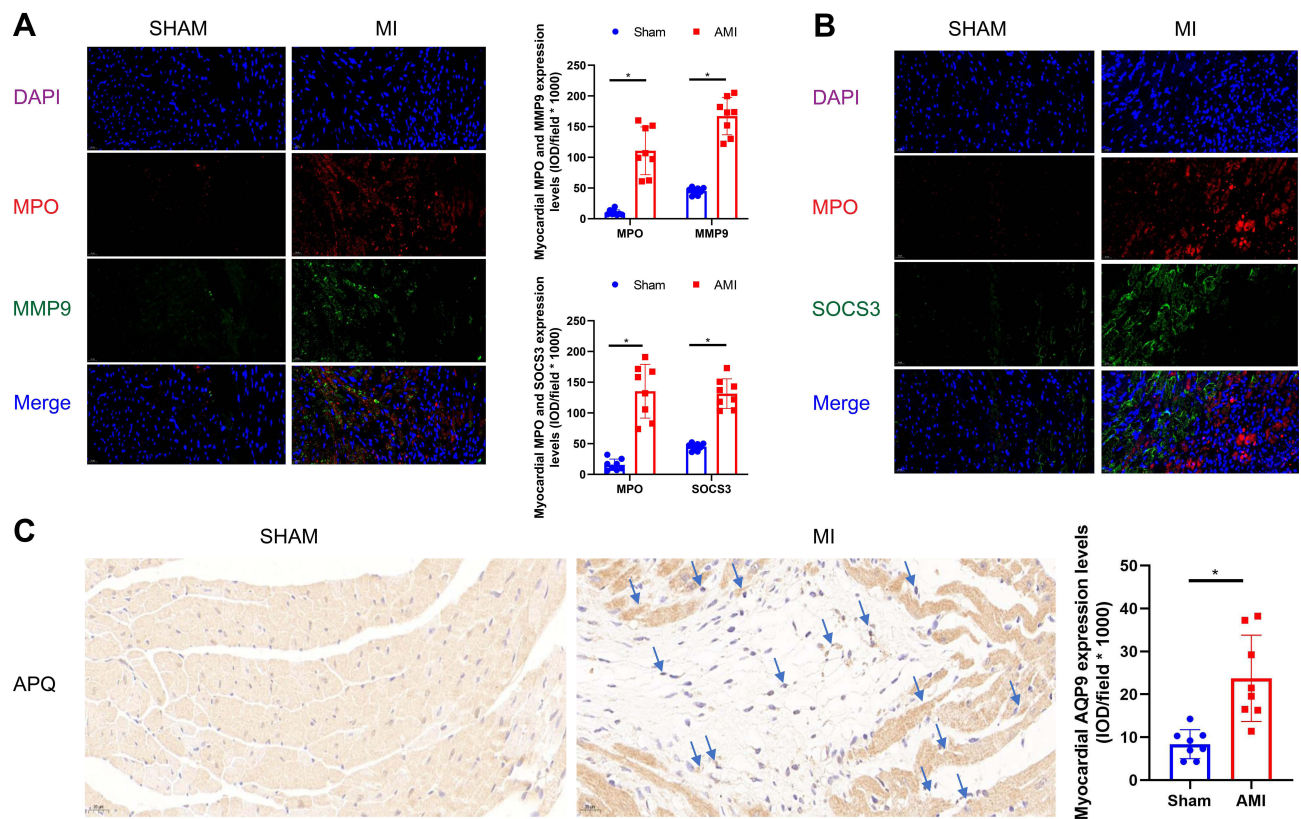 A
SHAM
MI
DAPI
MPO
MMP9
Merge
Sham
AMI
Myocardial MPO and MMP9 expression
levels (IOD/field * 1000)
250
200
150
100
50
0
*
*
MPO
MMP9
Sham
AMI
Myocardial MPO and SOCS3 expression
levels (IOD/field * 1000)
250
200
150
100
50
0
*
*
MPO
SOCS3
B
SHAM
MI
DAPI
MPO
SOCS3
Merge
C
SHAM
MI
APQ
Myocardial AQP9 expression levels
(IOD/field * 1000)
50
40
30
20
10
0
*
Sham
AMI